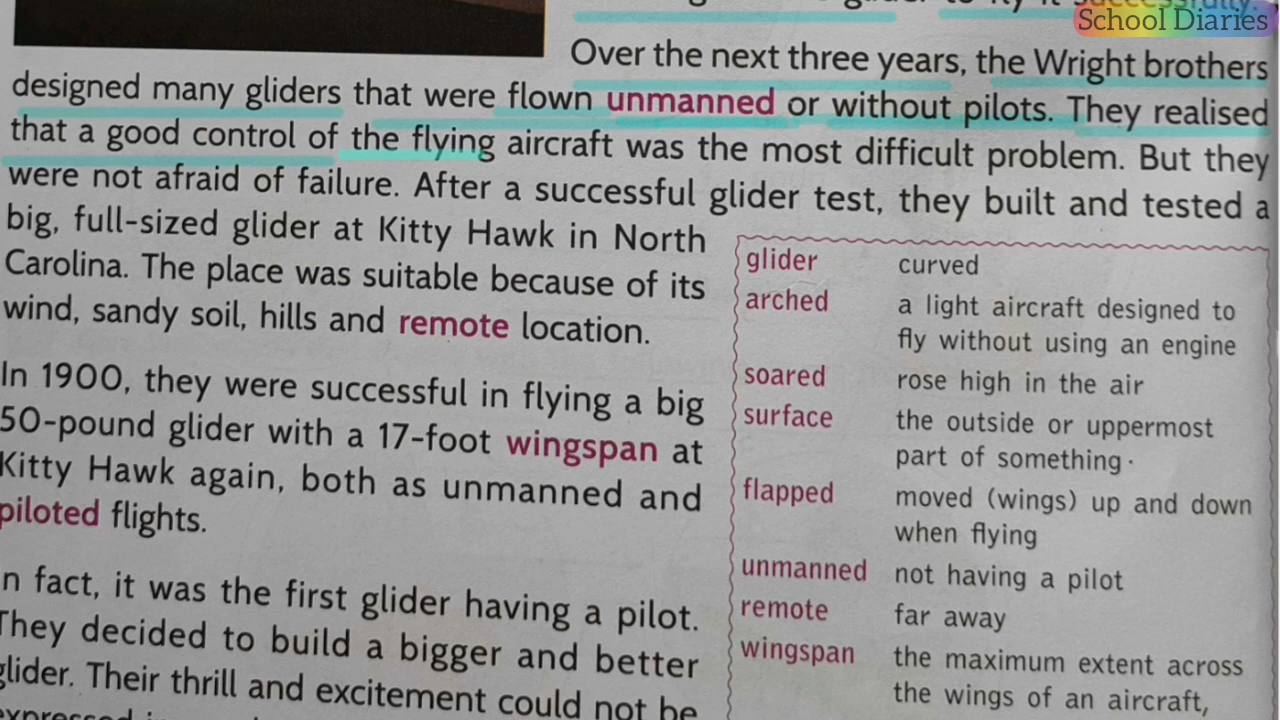 to fly it successfully.
School Diaries
Over the next three years, the Wright brothers
designed many gliders that were flown unmanned or without pilots. They realised
that a good control of the flying aircraft was the most difficult problem. But they
were not afraid of failure. After a successful glider test, they built and tested a
big, full-sized glider at Kitty Hawk in North
Carolina. The place was suitable because of its
wind, sandy soil, hills and remote location.
In 1900, they were successful in flying a big
50-pound glider with a 17-foot wingspan at
Kitty Hawk again, both as unmanned and
piloted flights.
n fact, it was the first glider having a pilot.
They decided to build a bigger and better
glider. Their thrill and excitement could not be
glider curved
arched a light aircraft designed to
fly without using an engine
soared rose high in the air
surface the outside or uppermost
part of something.
flapped moved (wings) up and down
when flying
unmanned not having a pilot
remote far away
wingspan the maximum extent across
the wings of an aircraft,